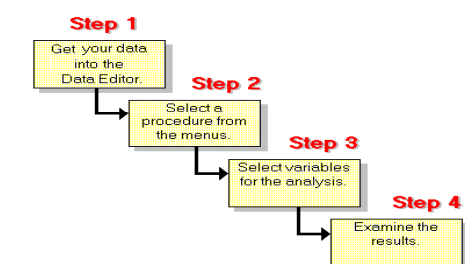 Step 1
Get your data
into the
Data Editor.
Step 2
Select a
procedure from
the menus.
Step 3
Select variables
for the analysis.
Step 4
Examine the
results.